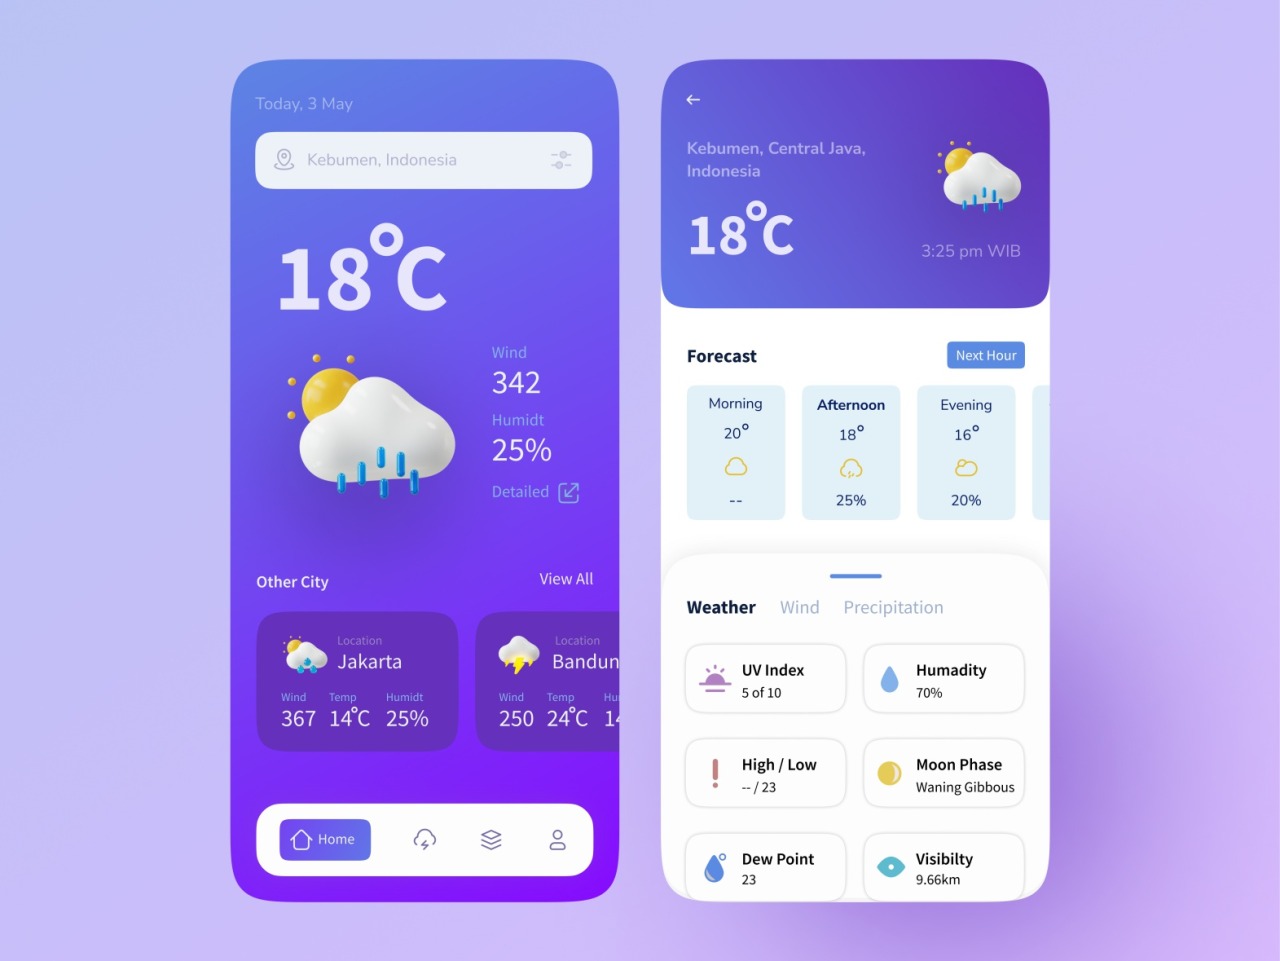 Today, 3 May
Kebumen, Indonesia
18°C
Wind
342
Humidt
25%
Detailed
Other City
View All
Location
Jakarta
Wind Temp Humidt
367 14°C 25%
Location
Bandun
Wind Temp Hu
250 24°C 14
Home
Kebumen, Central Java,
Indonesia
18°C
3:25 pm WIB
Forecast
Next Hour
Morning
20°
--
Afternoon
18°
25%
Evening
16°
20%
Weather Wind Precipitation
UV Index
5 of 10
Humadity
70%
High / Low
-- / 23
Moon Phase
Waning Gibbous
Dew Point
23
Visibilty
9.66km